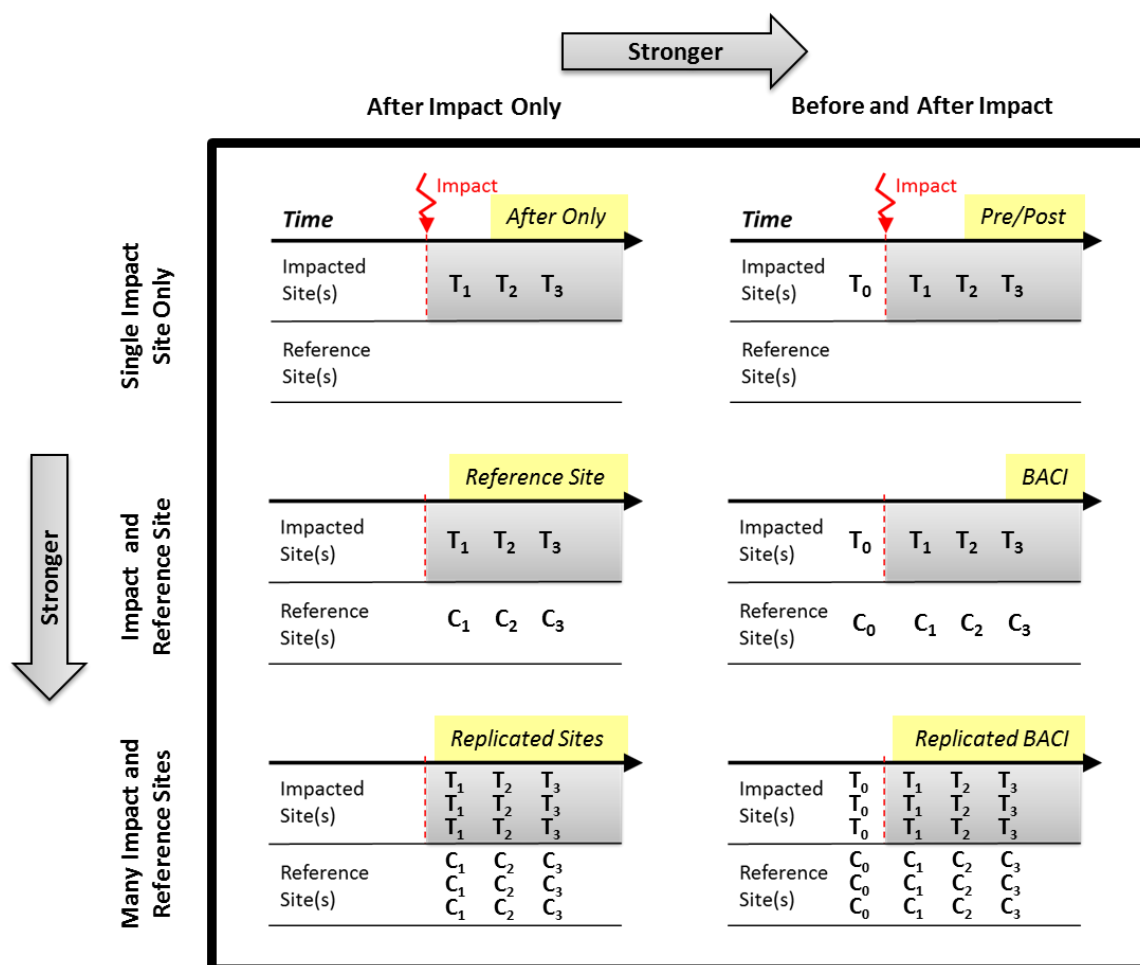 Stronger
After Impact Only
Before and After Impact
Single Impact
Site Only
Impact
Time
After Only
Impacted
Site(s)
T1 T2 T3
Reference
Site(s)
Impact
Time
Pre/Post
Impacted
Site(s)
T0 T1 T2 T3
Reference
Site(s)
Stronger
Impact and
Reference Site
Reference Site
Impacted
Site(s)
T1 T2 T3
Reference
Site(s)
C1 C2 C3
BACI
Impacted
Site(s)
T0 T1 T2 T3
Reference
Site(s)
C0 C1 C2 C3
Many Impact and
Reference Sites
Replicated Sites
Impacted
Site(s)
T1 T2 T3
T1 T2 T3
T1 T2 T3
Reference
Site(s)
C1 C2 C3
C1 C2 C3
C1 C2 C3
Replicated BACI
Impacted
Site(s)
T0 T1 T2 T3
T0 T1 T2 T3
T0 T1 T2 T3
Reference
Site(s)
C0 C1 C2 C3
C0 C1 C2 C3
C0 C1 C2 C3